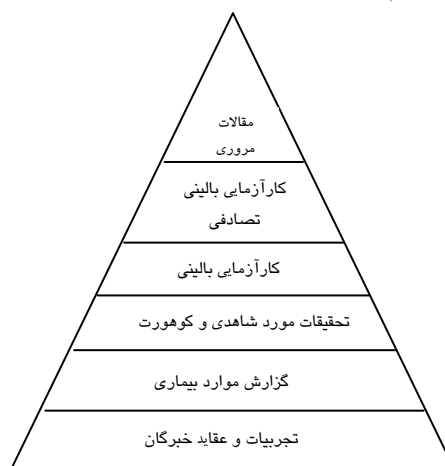 مقالات
مروری
کارآزمایی بالینی
تصادفی
کارآزمایی بالینی
تحقیقات مورد شاهدی و کوهورت
گزارش موارد بیماری
تجربیات و عقاید خبرگان